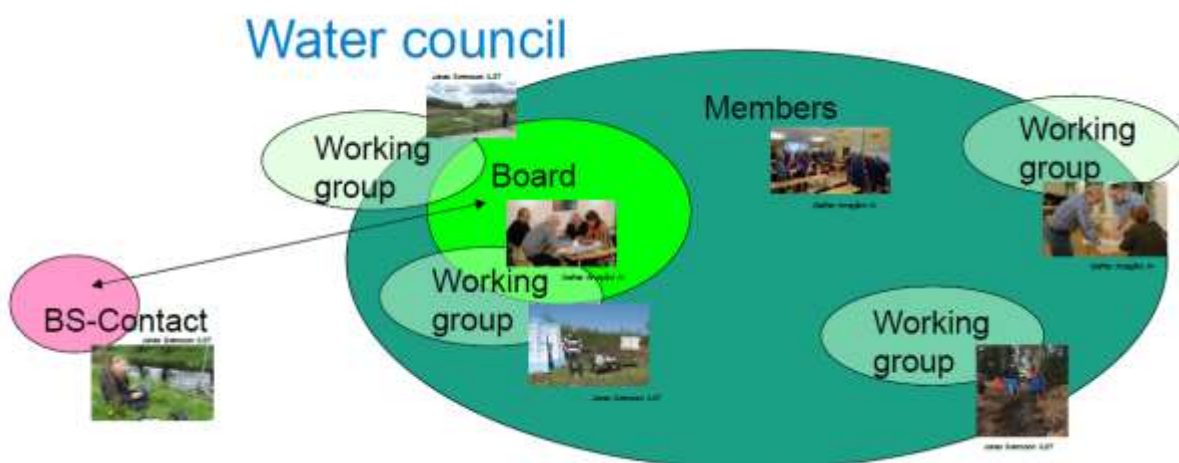 Water council
Members
Working
group
Board
Working
group
Working
group
Working
group
BS-Contact